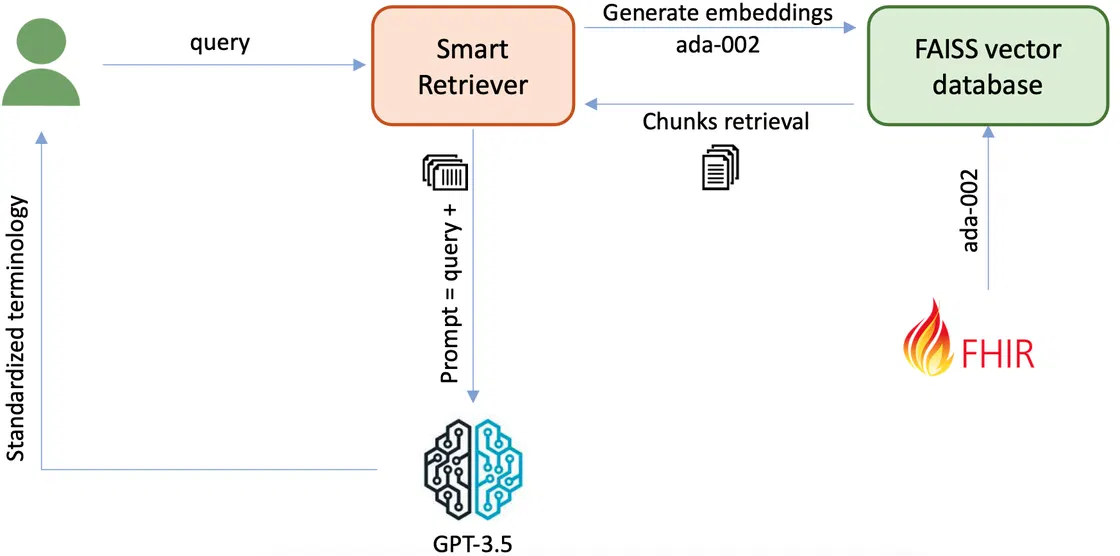 query
Smart
Retriever
Generate embeddings
ada-002
FAISS vector
database
Chunks retrieval
Prompt = query +
ada-002
FHIR
Standardized terminology
GPT-3.5